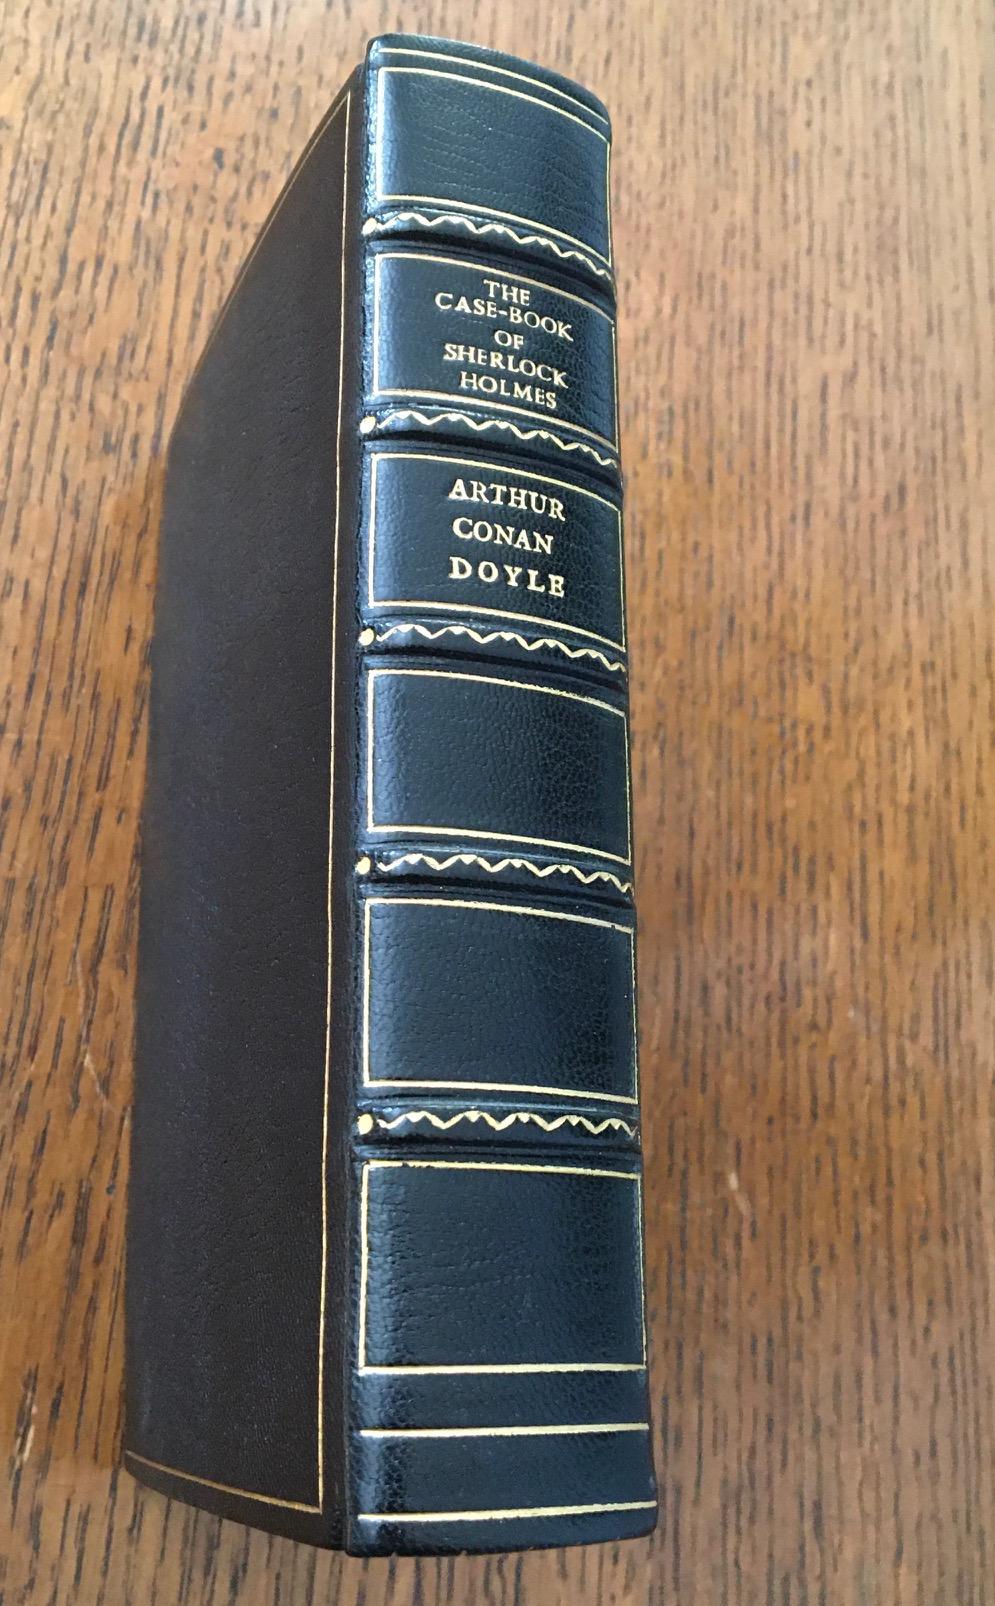 THE
CASE-BOOK
OF
SHERLOCK
HOLMES
ARTHUR
CONAN
DOYLE